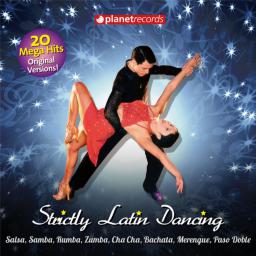 planetrecords
20
Mega Hits
Original
Versions!
Strictly Latin Dancing
Salsa, Samba, Rumba, Zumba, Cha Cha, Bachata, Merengue, Paso Doble